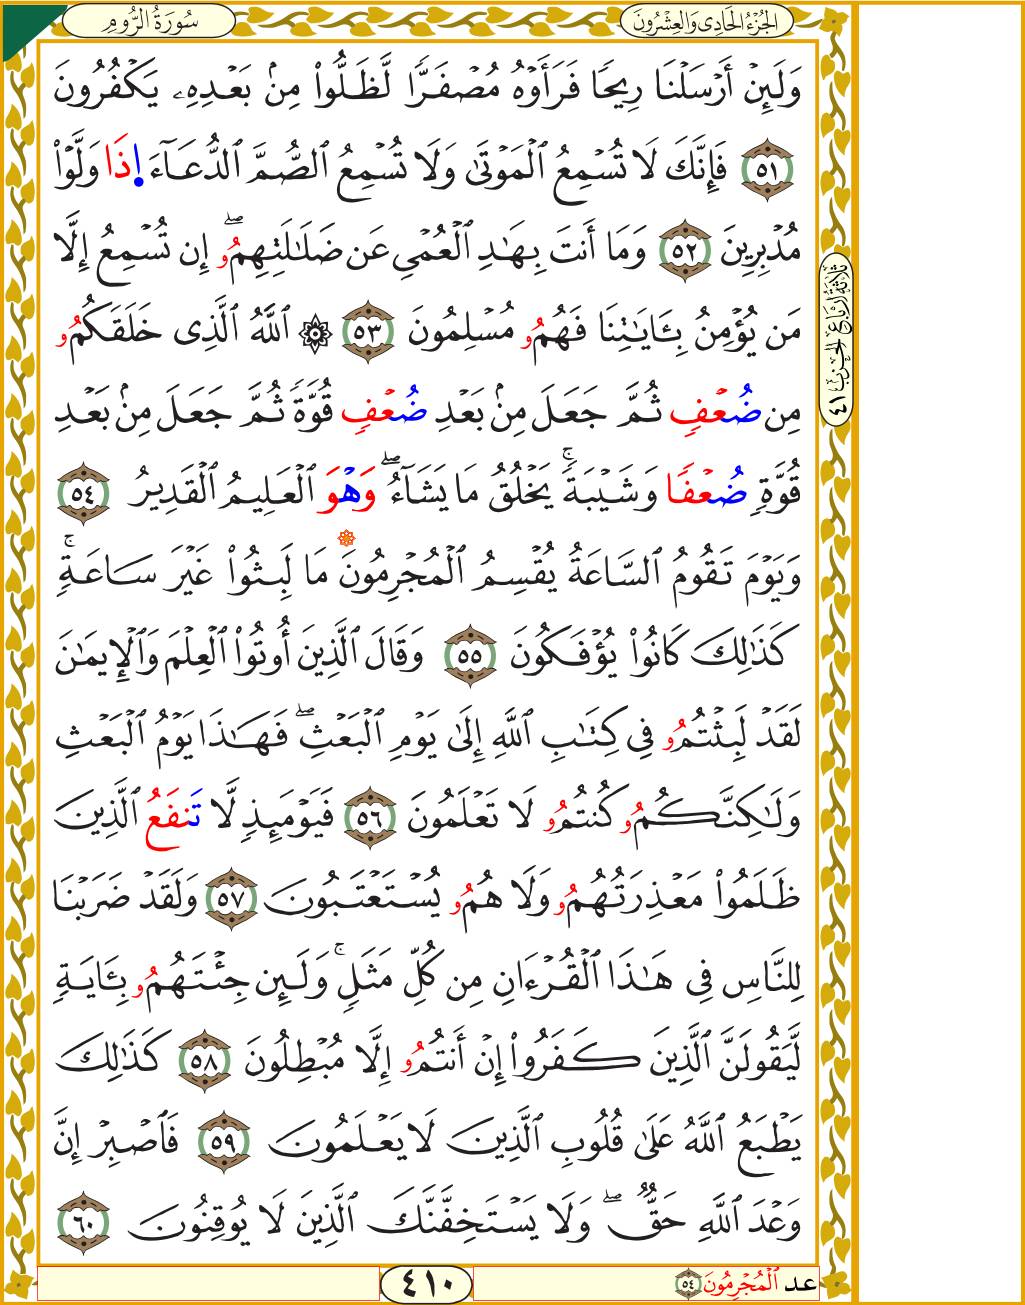 الجُزْءُ الحَادِى وَالعِشْرُونَ
سُورَةُ الرُّومِ
وَلَئِنْ أَرْسَلْنَا رِيحًا فَرَأَوْهُ مُصْفَرًّا لَّظَلُّوا۟ مِنۢ بَعْدِهِۦ يَكْفُرُونَ
٥١ فَإِنَّكَ لَا تُسْمِعُ ٱلْمَوْتَىٰ وَلَا تُسْمِعُ ٱلصُّمَّ ٱلدُّعَآءَ إِذَا وَلَّوْا۟
مُدْبِرِينَ ٥٢ وَمَا أَنتَ بِهَٰدِ ٱلْعُمْيِ عَن ضَلَٰلَتِهِمُۥ ۖ إِن تُسْمِعُ إِلَّا
مَن يُؤْمِنُ بِـَٔايَٰتِنَا فَهُمُۥ مُسْلِمُونَ ٥٣ ۞ ٱللَّهُ ٱلَّذِى خَلَقَكُمُۥ
مِن ضُعْفٍ ثُمَّ جَعَلَ مِنۢ بَعْدِ ضُعْفٍ قُوَّةً ثُمَّ جَعَلَ مِنۢ بَعْدِ
قُوَّةٍ ضُعْفًا وَشَيْبَةً ۚ يَخْلُقُ مَا يَشَآءُ ۖ وَهْوَ ٱلْعَلِيمُ ٱلْقَدِيرُ ٥٤
وَيَوْمَ تَقُومُ ٱلسَّاعَةُ يُقْسِمُ ٱلْمُجْرِمُونَ مَا لَبِثُوا۟ غَيْرَ سَاعَةٍ ۚ
كَذَٰلِكَ كَانُوا۟ يُؤْفَكُونَ ٥٥ وَقَالَ ٱلَّذِينَ أُوتُوا۟ ٱلْعِلْمَ وَٱلْإِيمَٰنَ
لَقَدْ لَبِثْتُمُۥ فِى كِتَٰبِ ٱللَّهِ إِلَىٰ يَوْمِ ٱلْبَعْثِ ۖ فَهَٰذَا يَوْمُ ٱلْبَعْثِ
وَلَٰكِنَّكُمُۥ كُنتُمُۥ لَا تَعْلَمُونَ ٥٦ فَيَوْمَئِذٍ لَّا تَنفَعُ ٱلَّذِينَ
ظَلَمُوا۟ مَعْذِرَتُهُمُۥ وَلَا هُمُۥ يُسْتَعْتَبُونَ ٥٧ وَلَقَدْ ضَرَبْنَا
لِلنَّاسِ فِى هَٰذَا ٱلْقُرْءَانِ مِن كُلِّ مَثَلٍ ۚ وَلَئِن جِئْتَهُمُۥ بِـَٔايَةٍ
لَّيَقُولَنَّ ٱلَّذِينَ كَفَرُوا۟ إِنْ أَنتُمُۥ إِلَّا مُبْطِلُونَ ٥٨ كَذَٰلِكَ
يَطْبَعُ ٱللَّهُ عَلَىٰ قُلُوبِ ٱلَّذِينَ لَا يَعْلَمُونَ ٥٩ فَٱصْبِرْ إِنَّ
وَعْدَ ٱللَّهِ حَقٌّ ۖ وَلَا يَسْتَخِفَّنَّكَ ٱلَّذِينَ لَا يُوقِنُونَ ٦٠
ثَلَاثَةُ أَرْبَاعِ الحِزْبِ ٤١
عد ٱلْمُجْرِمُونَ ٥٤
٤١٠